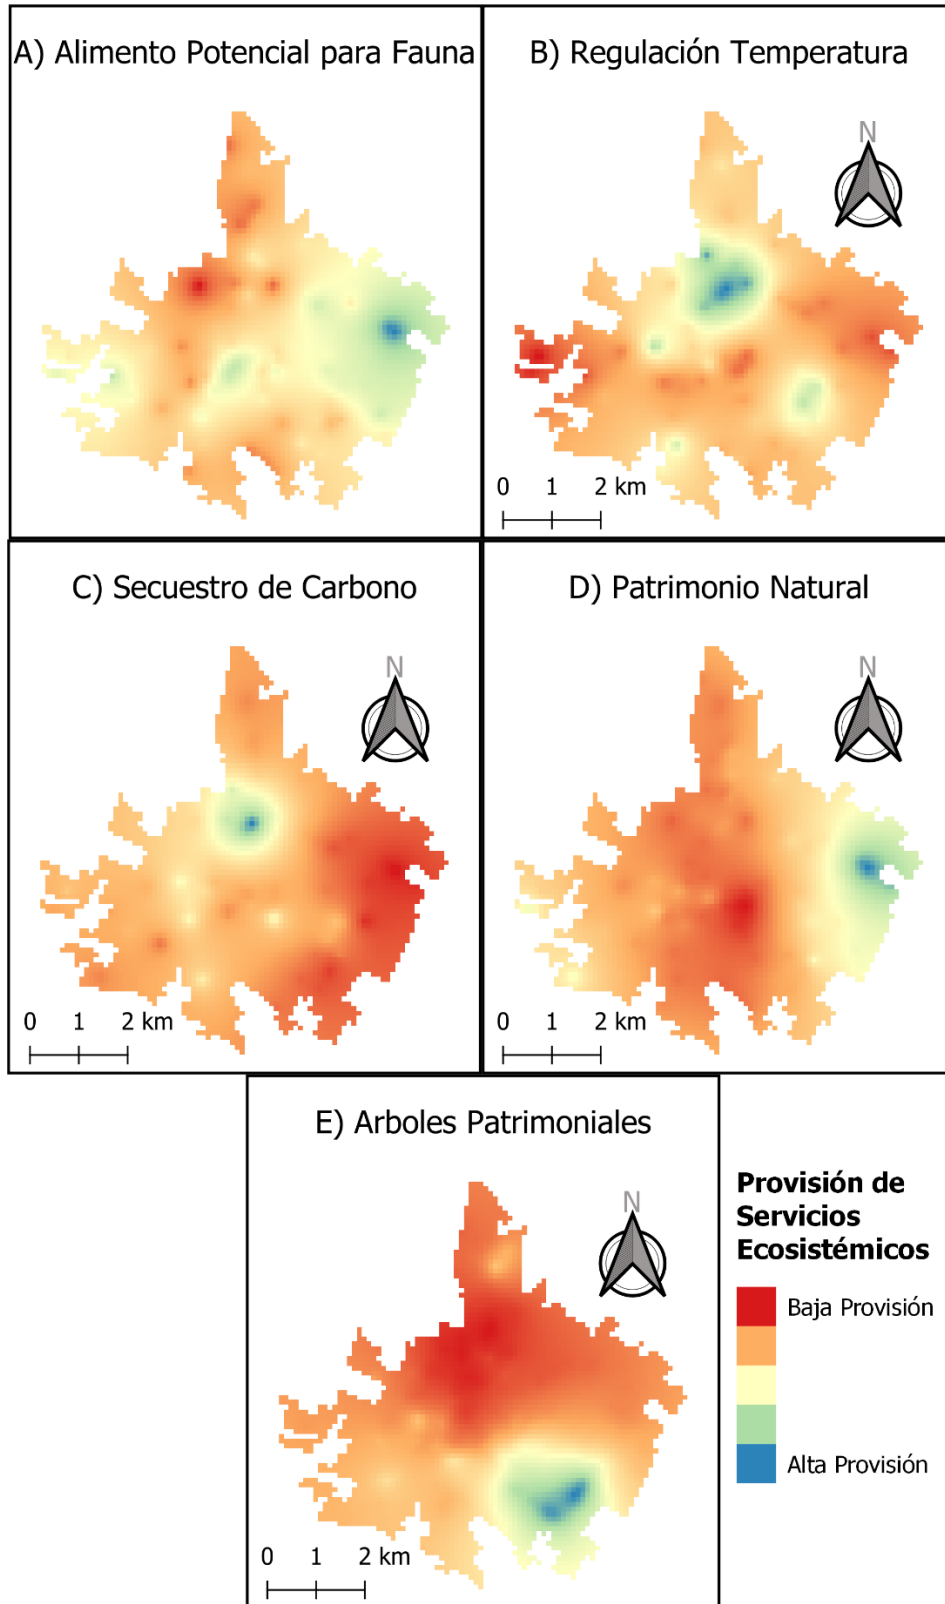 A) Alimento Potencial para Fauna
B) Regulación Temperatura
N
0 1 2 km
C) Secuestro de Carbono
N
0 1 2 km
D) Patrimonio Natural
N
0 1 2 km
E) Arboles Patrimoniales
N
0 1 2 km
Provisión de
Servicios
Ecosistémicos
Baja Provisión
Alta Provisión